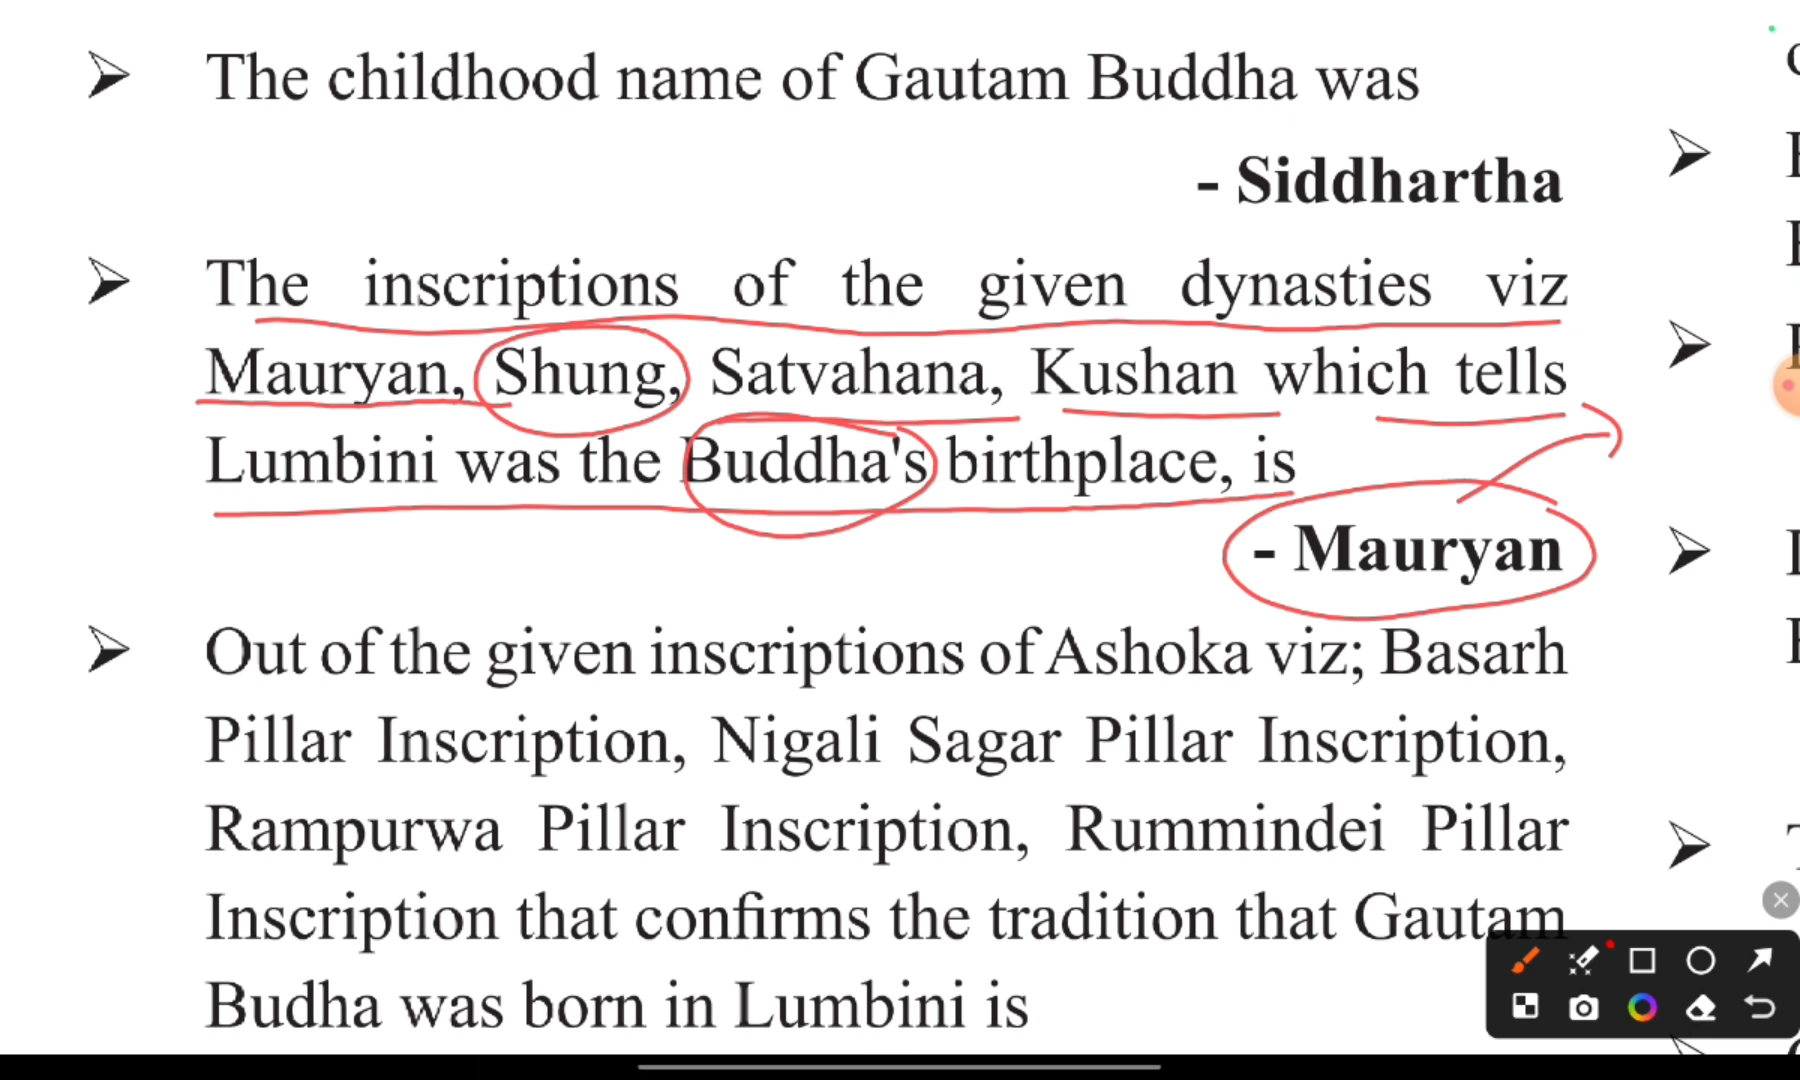 The childhood name of Gautam Buddha was
- Siddhartha
The inscriptions of the given dynasties viz
Mauryan, Shung, Satvahana, Kushan which tells
Lumbini was the Buddha's birthplace, is
- Mauryan
Out of the given inscriptions of Ashoka viz; Basarh
Pillar Inscription, Nigali Sagar Pillar Inscription,
Rampurwa Pillar Inscription, Rummindei Pillar
Inscription that confirms the tradition that Gautam
Budha was born in Lumbini is